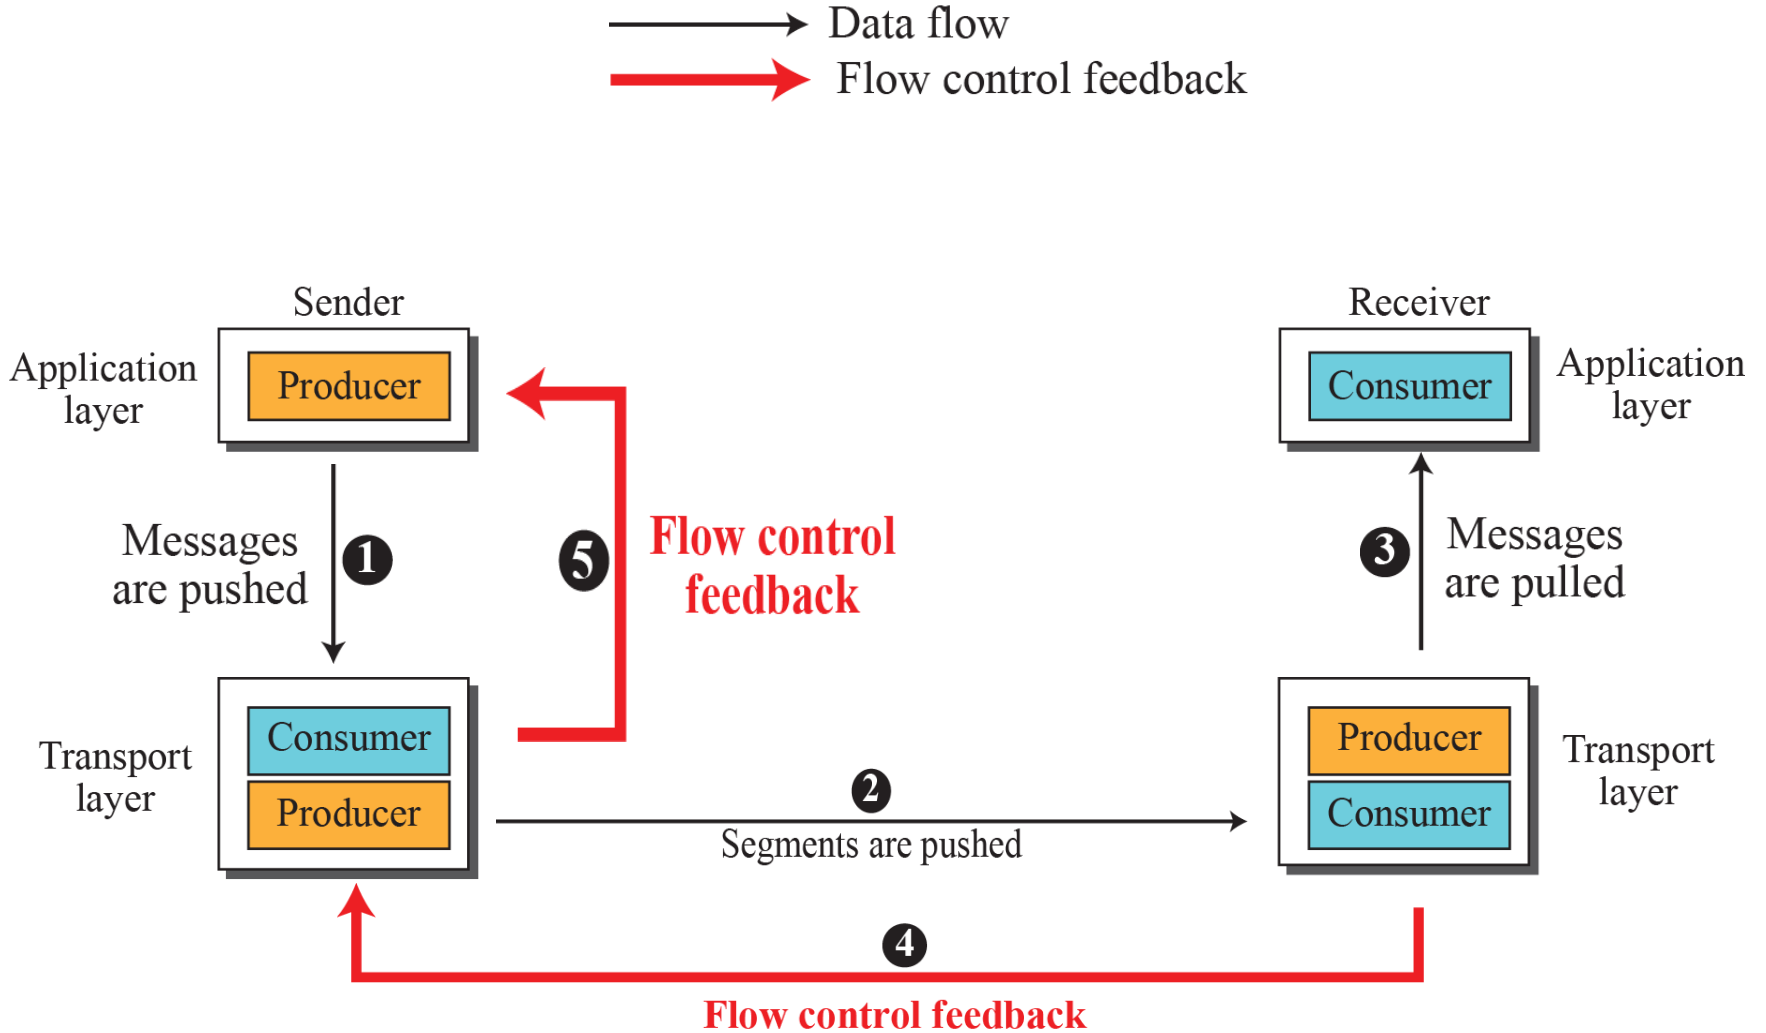 Data flow
Flow control feedback
Sender
Receiver
Application
layer
Producer
Consumer
Application
layer
Messages
are pushed
1
5
Flow control
feedback
3
Messages
are pulled
Transport
layer
Consumer
Producer
2
Segments are pushed
Producer
Consumer
Transport
layer
4
Flow control feedback